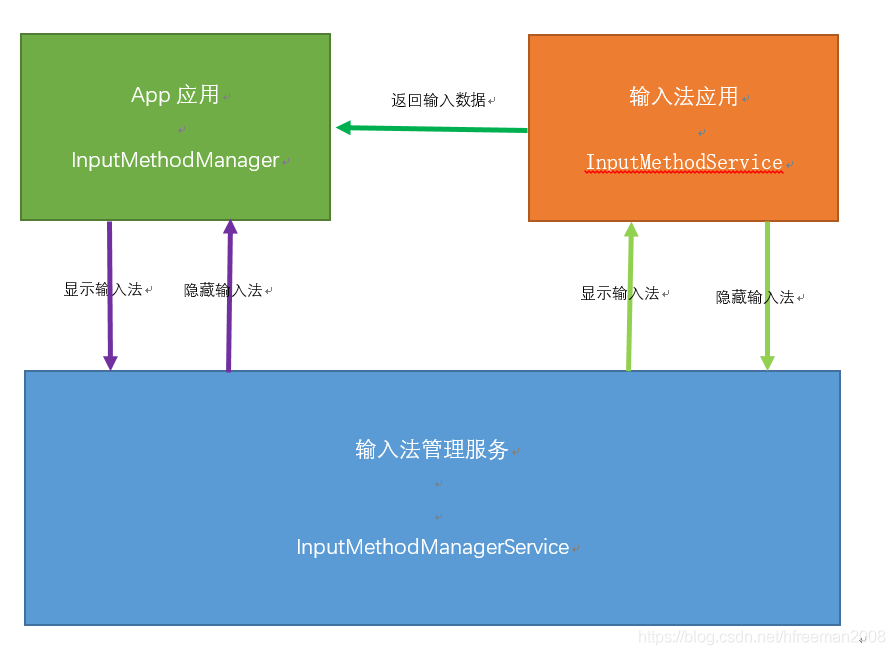 App 应用
InputMethodManager
返回输入数据
输入法应用
InputMethodService
显示输入法
隐藏输入法
显示输入法
隐藏输入法
输入法管理服务
InputMethodManagerService
https://blog.csdn.net/hfreeman2008